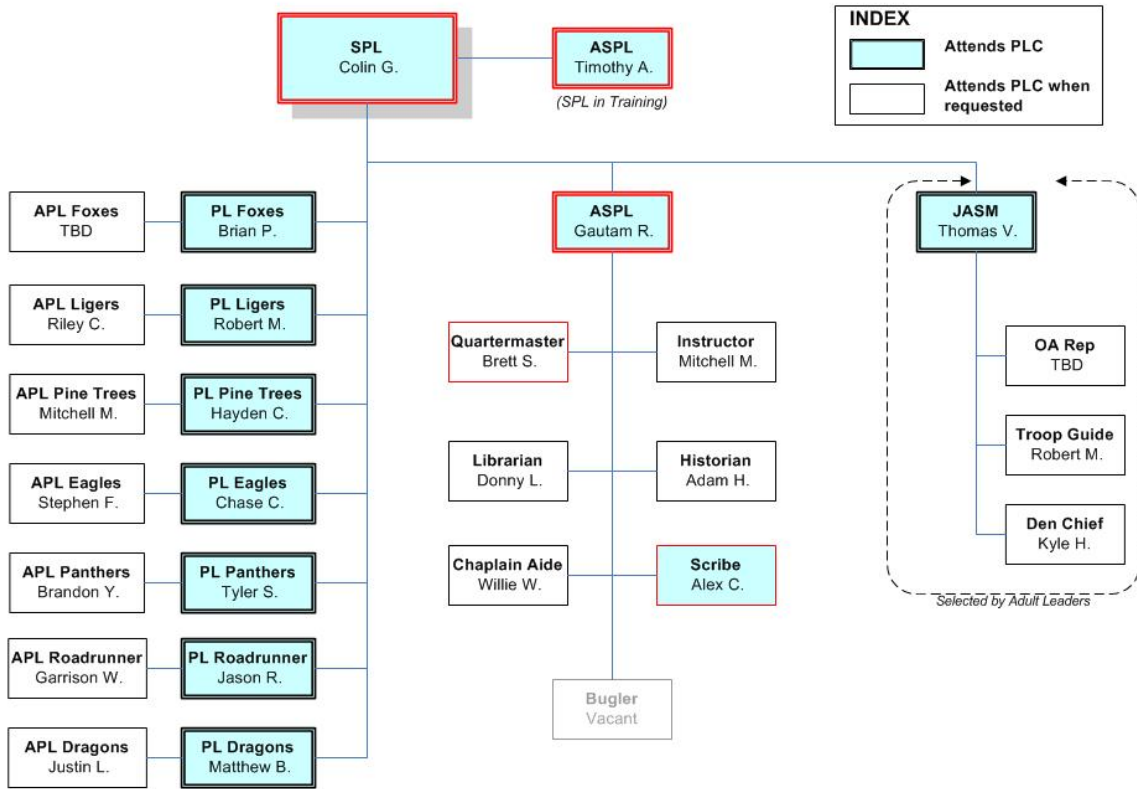 SPL
Colin G.
ASPL
Timothy A.
(SPL in Training)
INDEX
Attends PLC
Attends PLC when
requested
APL Foxes
TBD
PL Foxes
Brian P.
ASPL
Gautam R.
JASM
Thomas V.
APL Ligers
Riley C.
PL Ligers
Robert M.
Quartermaster
Brett S.
Instructor
Mitchell M.
OA Rep
TBD
APL Pine Trees
Mitchell M.
PL Pine Trees
Hayden C.
Troop Guide
Robert M.
APL Eagles
Stephen F.
PL Eagles
Chase C.
Librarian
Donny L.
Historian
Adam H.
Den Chief
Kyle H.
APL Panthers
Brandon Y.
PL Panthers
Tyler S.
Chaplain Aide
Willie W.
Scribe
Alex C.
Selected by Adult Leaders
APL Roadrunner
Garrison W.
PL Roadrunner
Jason R.
Bugler
Vacant
APL Dragons
Justin L.
PL Dragons
Matthew B.